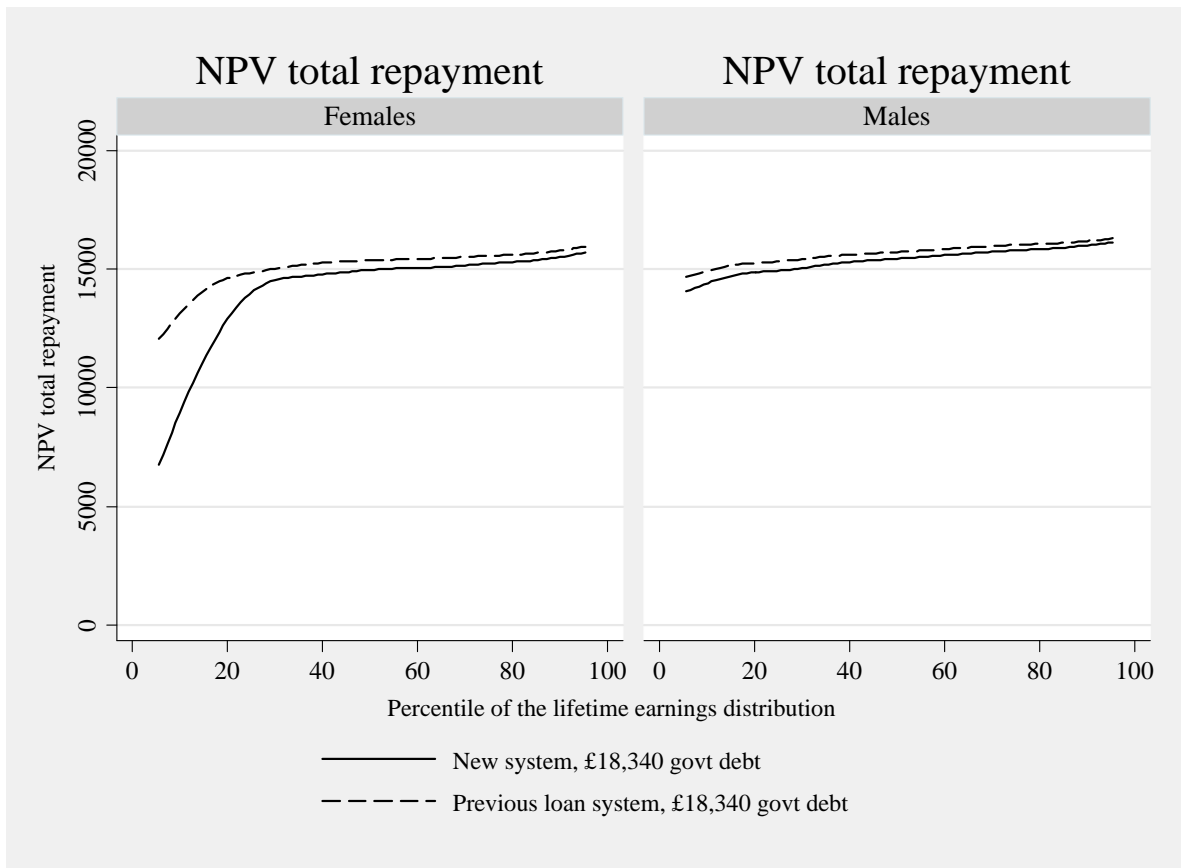 NPV total repayment
NPV total repayment
Females
Males
NPV total repayment
20000
15000
10000
5000
0
0 20 40 60 80 100
0 20 40 60 80 100
Percentile of the lifetime earnings distribution
New system, £18,340 govt debt
Previous loan system, £18,340 govt debt